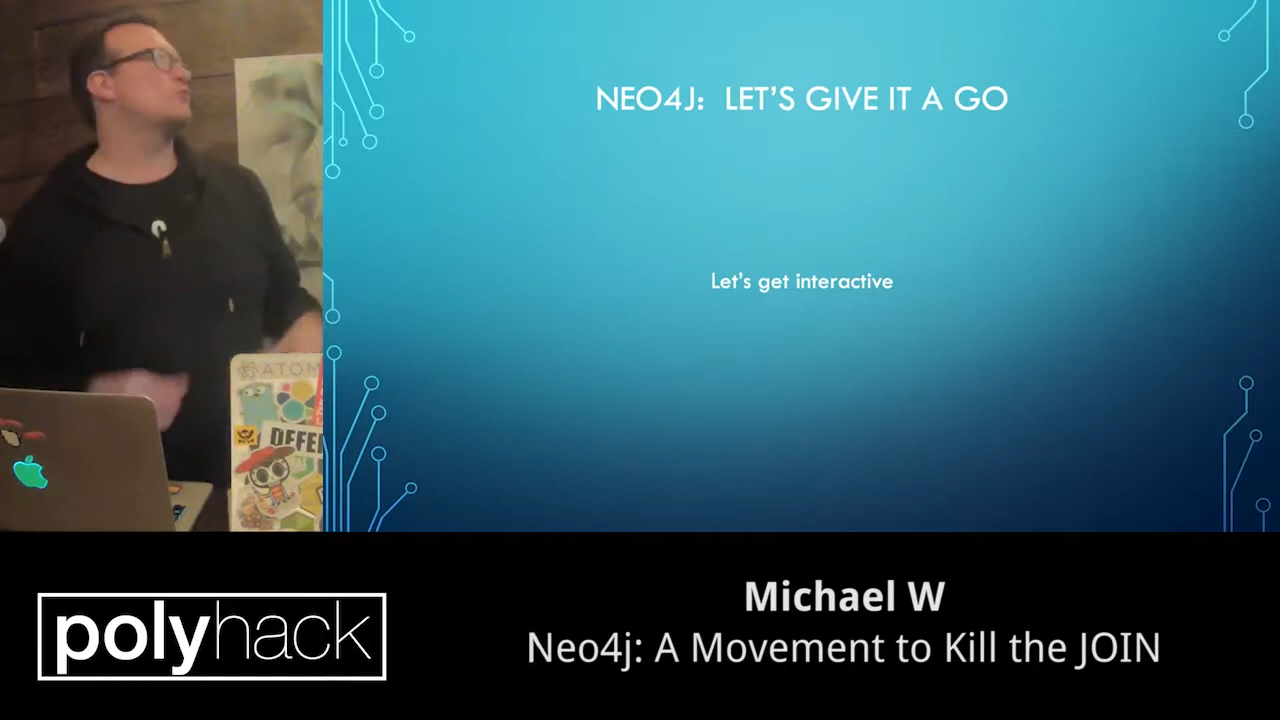 NEO4J: LET'S GIVE IT A GO
Let's get interactive
ATOM
DEFE
polyhack
Michael W
Neo4j: A Movement to Kill the JOIN